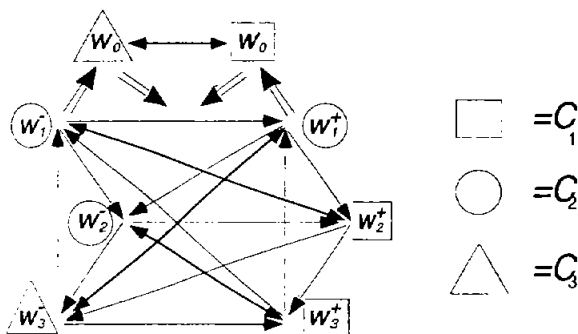 W₀ W₀
W₁⁻ W₁⁺
W₂⁻ W₂⁺
W₃⁻ W₃⁺
=C₁
=C₂
=C₃